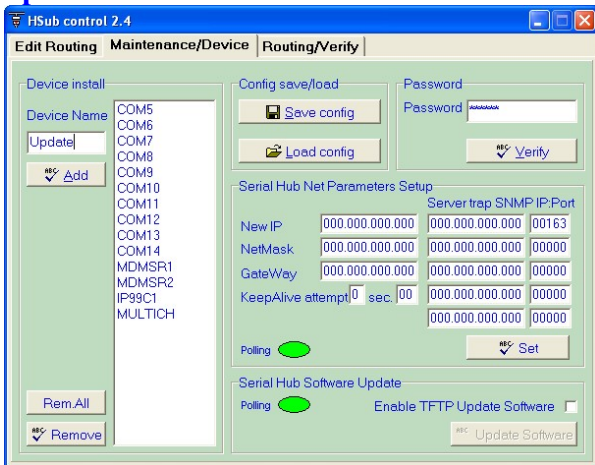 HSub control 2.4
Edit Routing Maintenance/Device Routing/Verify
Device install
Device Name
Update
Add
COM5
COM6
COM7
COM8
COM9
COM10
COM11
COM12
COM13
COM14
MDMSR1
MDMSR2
IP99C1
MULTICH
Rem.All
Remove
Config save/load
Save config
Load config
Password
Password ******
Verify
Serial Hub Net Parameters Setup
Server trap SNMP IP:Port
New IP 000.000.000.000 000.000.000.000 00163
NetMask 000.000.000.000 000.000.000.000 00000
GateWay 000.000.000.000 000.000.000.000 00000
KeepAlive attempt 0 sec. 00 000.000.000.000 00000
000.000.000.000 00000
Polling
Set
Serial Hub Software Update
Polling Enable TFTP Update Software
Update Software